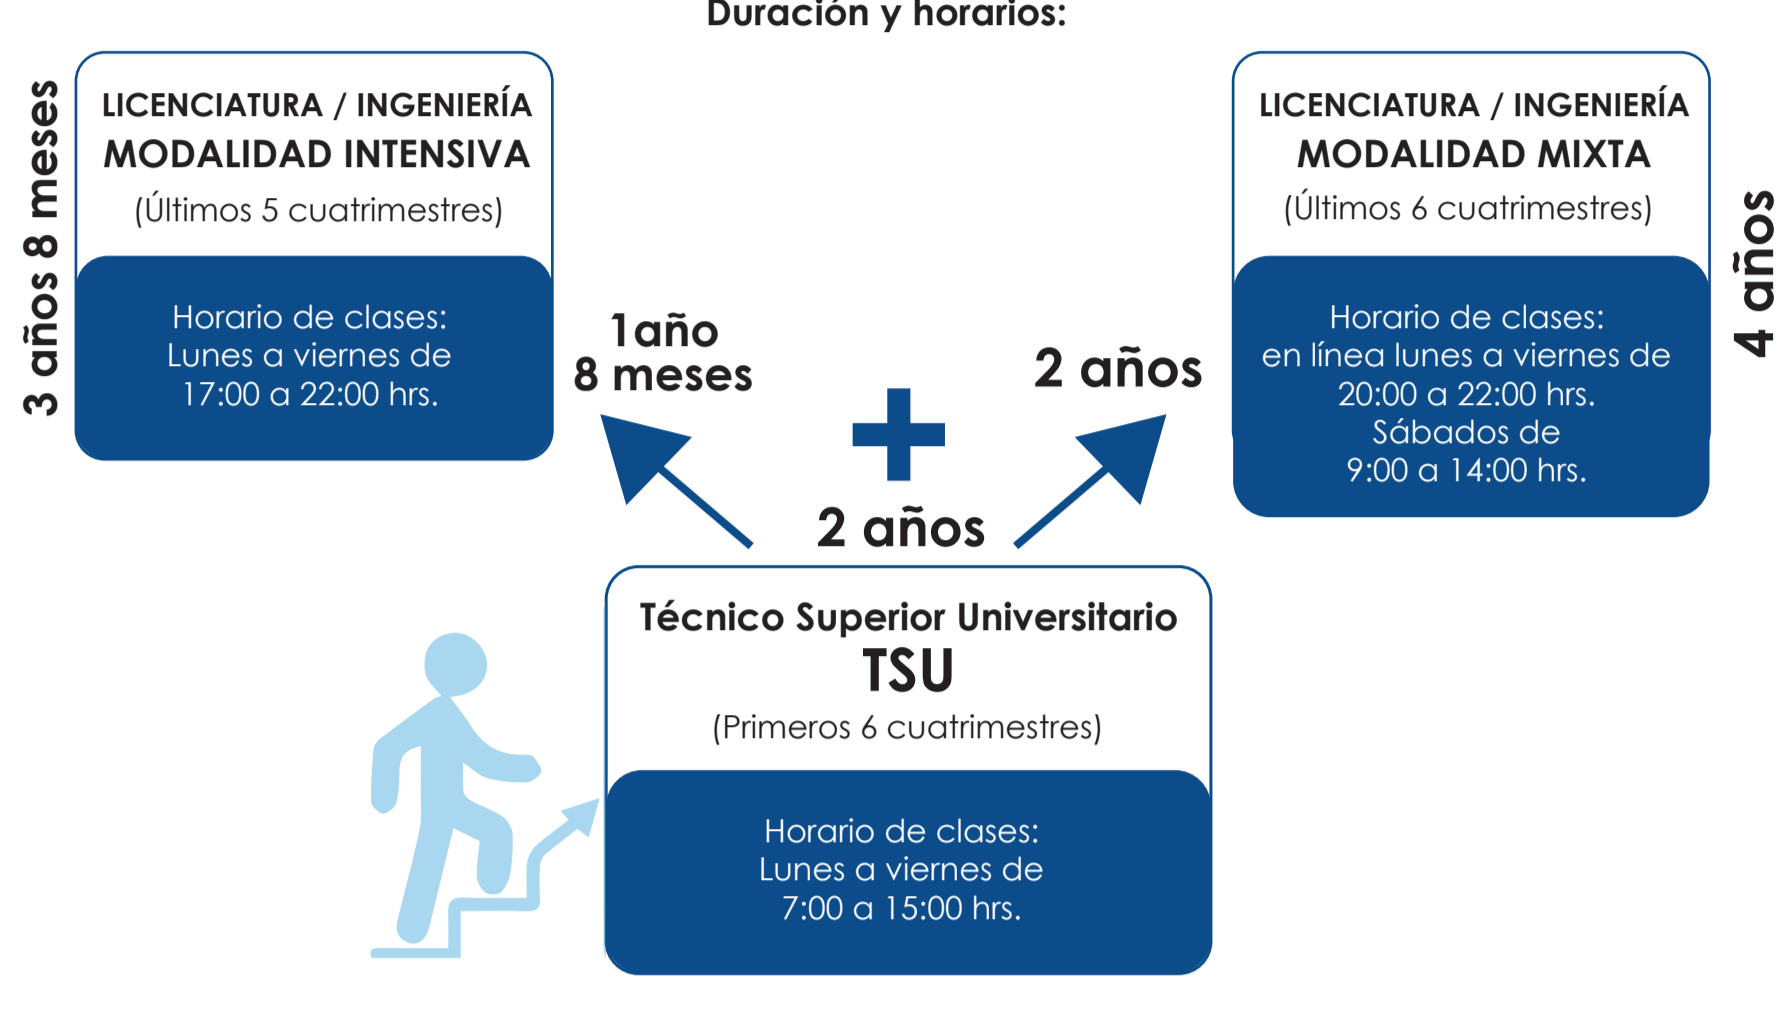 Duración y horarios:
3 años 8 meses
LICENCIATURA / INGENIERÍA
MODALIDAD INTENSIVA
(Últimos 5 cuatrimestres)
Horario de clases:
Lunes a viernes de
17:00 a 22:00 hrs.
1año
8 meses
+
2 años
2 años
LICENCIATURA / INGENIERÍA
MODALIDAD MIXTA
(Últimos 6 cuatrimestres)
Horario de clases:
en línea lunes a viernes de
20:00 a 22:00 hrs.
Sábados de
9:00 a 14:00 hrs.
4 años
Técnico Superior Universitario
TSU
(Primeros 6 cuatrimestres)
Horario de clases:
Lunes a viernes de
7:00 a 15:00 hrs.